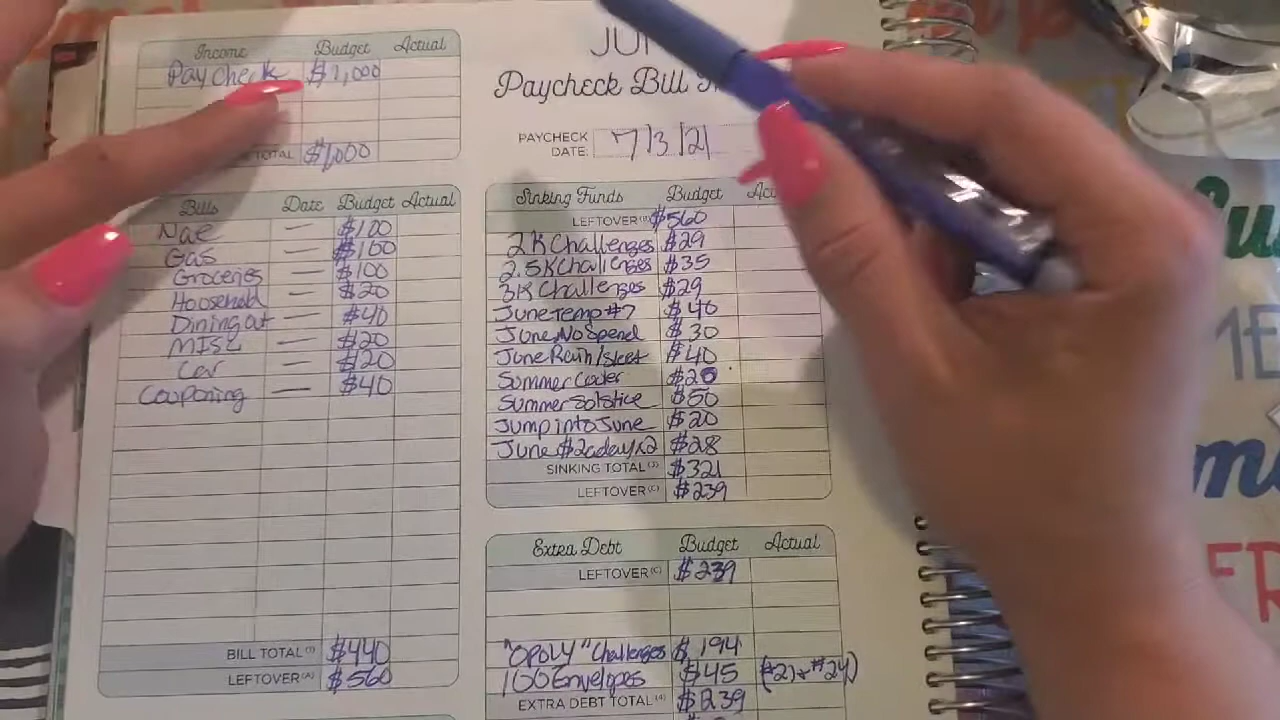 Income Budget Actual
Paycheck $1,000
TOTAL $1,000
Bills Date Budget Actual
Nae — $100
Gas — $100
Groceries — $100
Household — $20
Dining out — $40
MISC — $20
Car — $20
Couponing — $40
BILL TOTAL (1) $440
LEFTOVER (A) $560
Paycheck Bill
PAYCHECK DATE: 7/3/21
Sinking Funds Budget
LEFTOVER $560
2K Challenges $29
2.5K Challenges $35
3K Challenges $29
June Temp #7 $40
June No Spend $30
June Rain/ $40
Summer $20
Summer Solstice $50
Jump into June $20
June $2 a day x2 $28
SINKING TOTAL $321
LEFTOVER (C) $239
Extra Debt Budget Actual
LEFTOVER (C) $239
"OPOLY" Challenges $194
100 Envelopes $45 (#21 + #24)
EXTRA DEBT TOTAL (4) $239